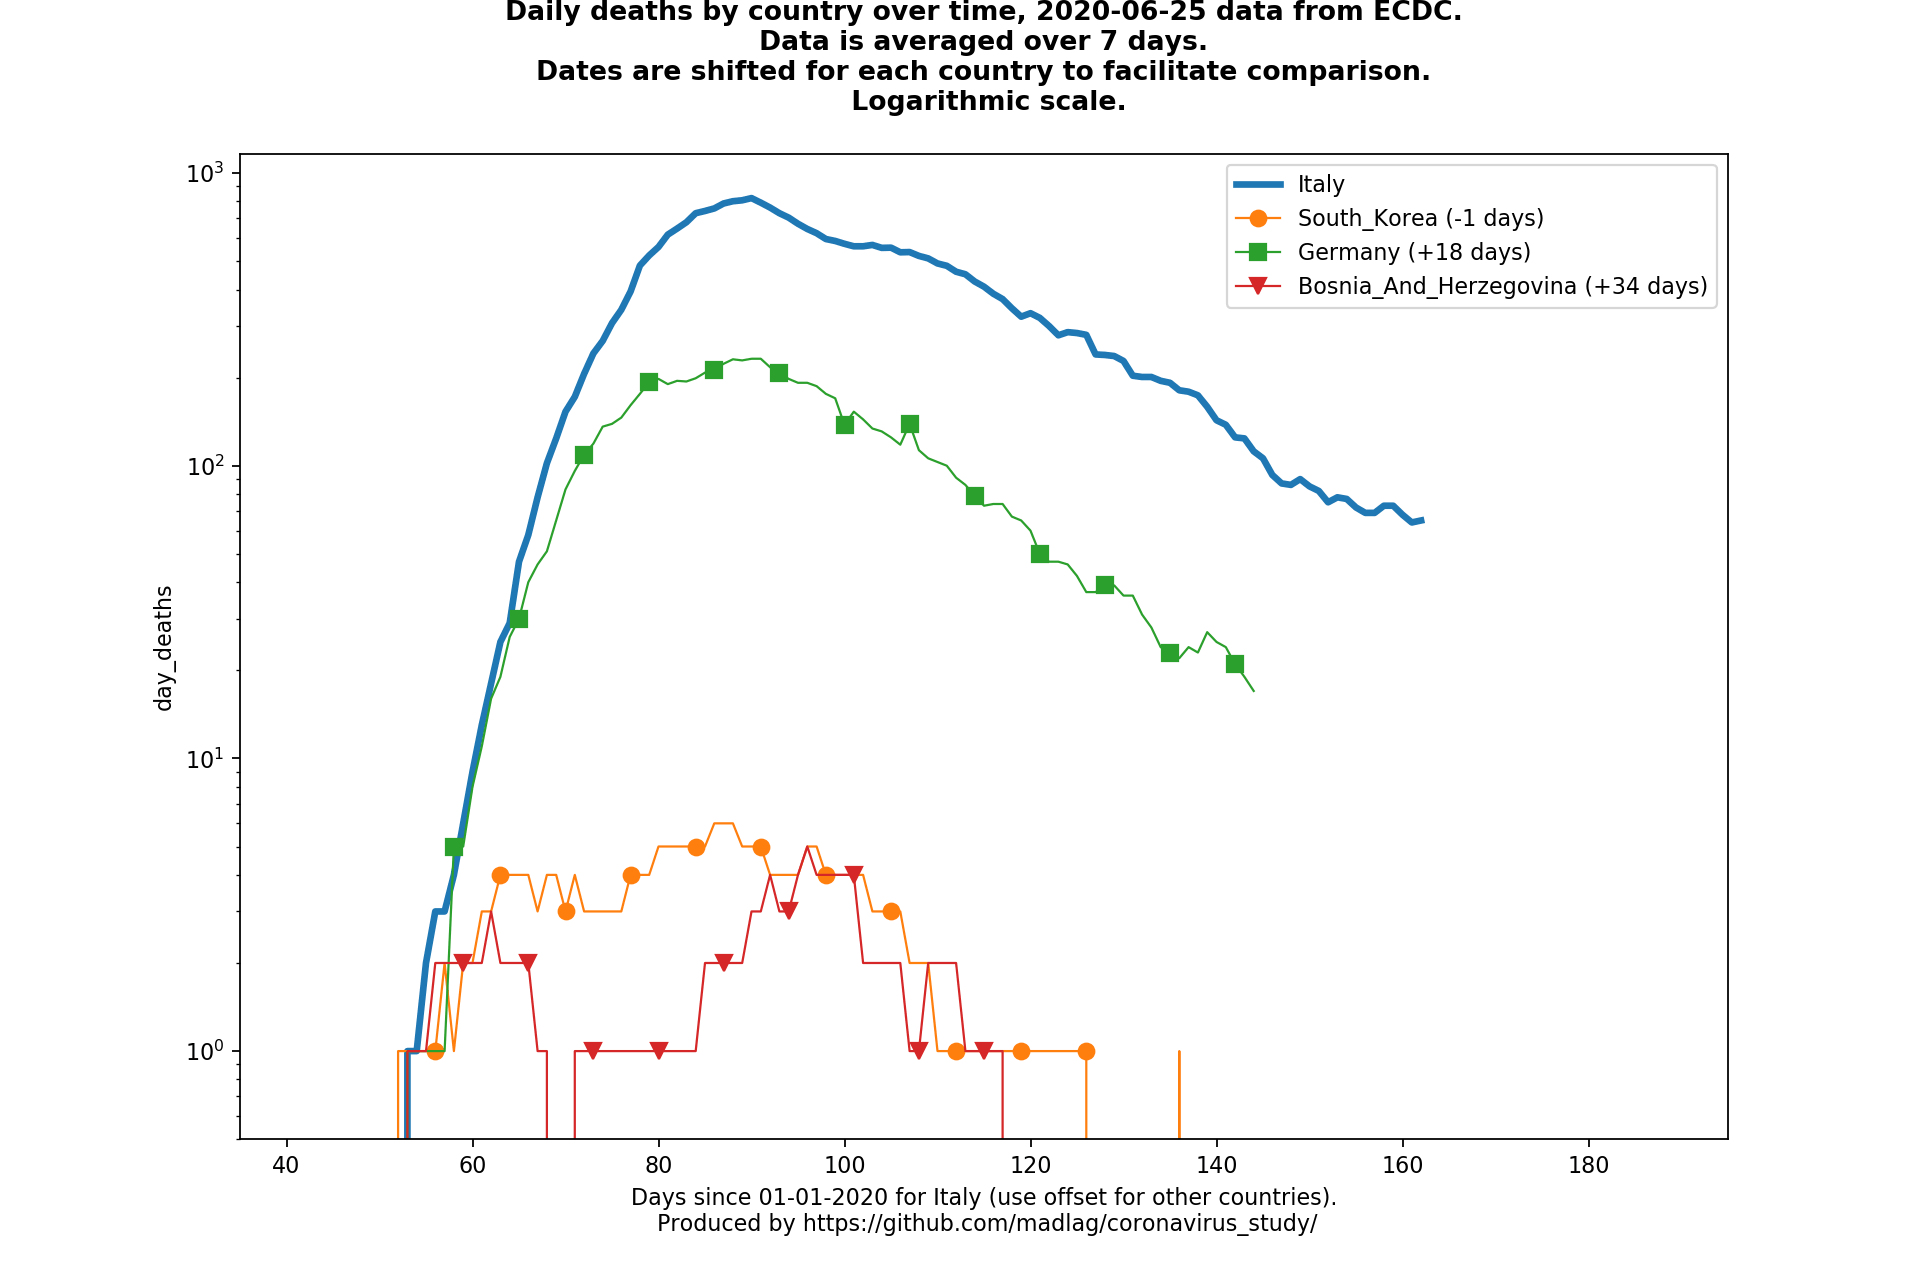 Daily deaths by country over time, 2020-06-25 data from ECDC.
Data is averaged over 7 days.
Dates are shifted for each country to facilitate comparison.
Logarithmic scale.
10³
Italy
South_Korea (-1 days)
Germany (+18 days)
Bosnia_And_Herzegovina (+34 days)
10²
day_deaths
10¹
10⁰
40 60 80 100 120 140 160 180
Days since 01-01-2020 for Italy (use offset for other countries).
Produced by https://github.com/madlag/coronavirus_study/